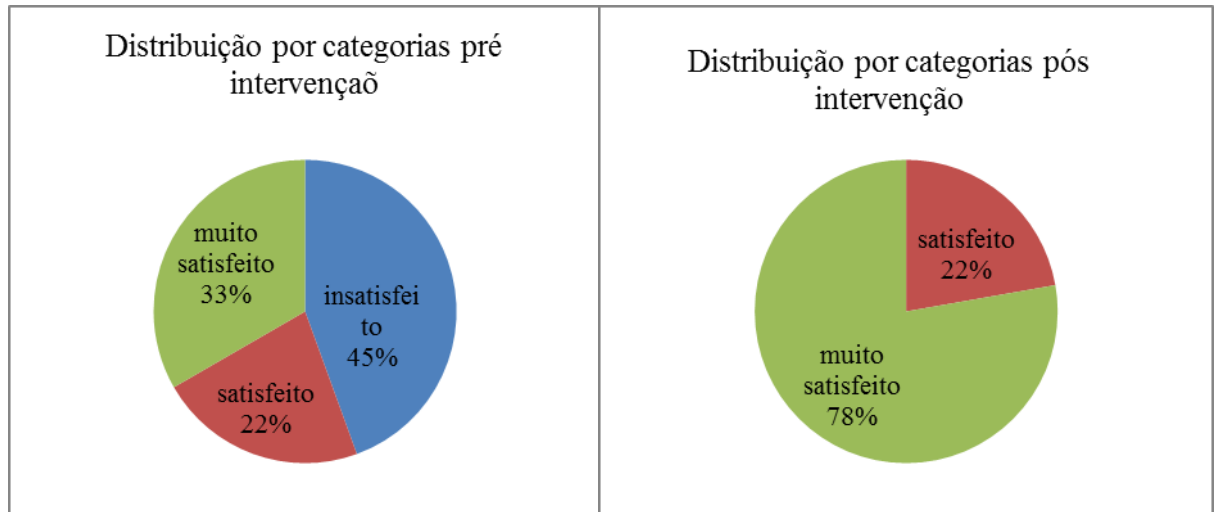 Distribuição por categorias pré
intervençaõ
muito
satisfeito
33%
insatisfei
to
45%
satisfeito
22%
Distribuição por categorias pós
intervenção
satisfeito
22%
muito
satisfeito
78%